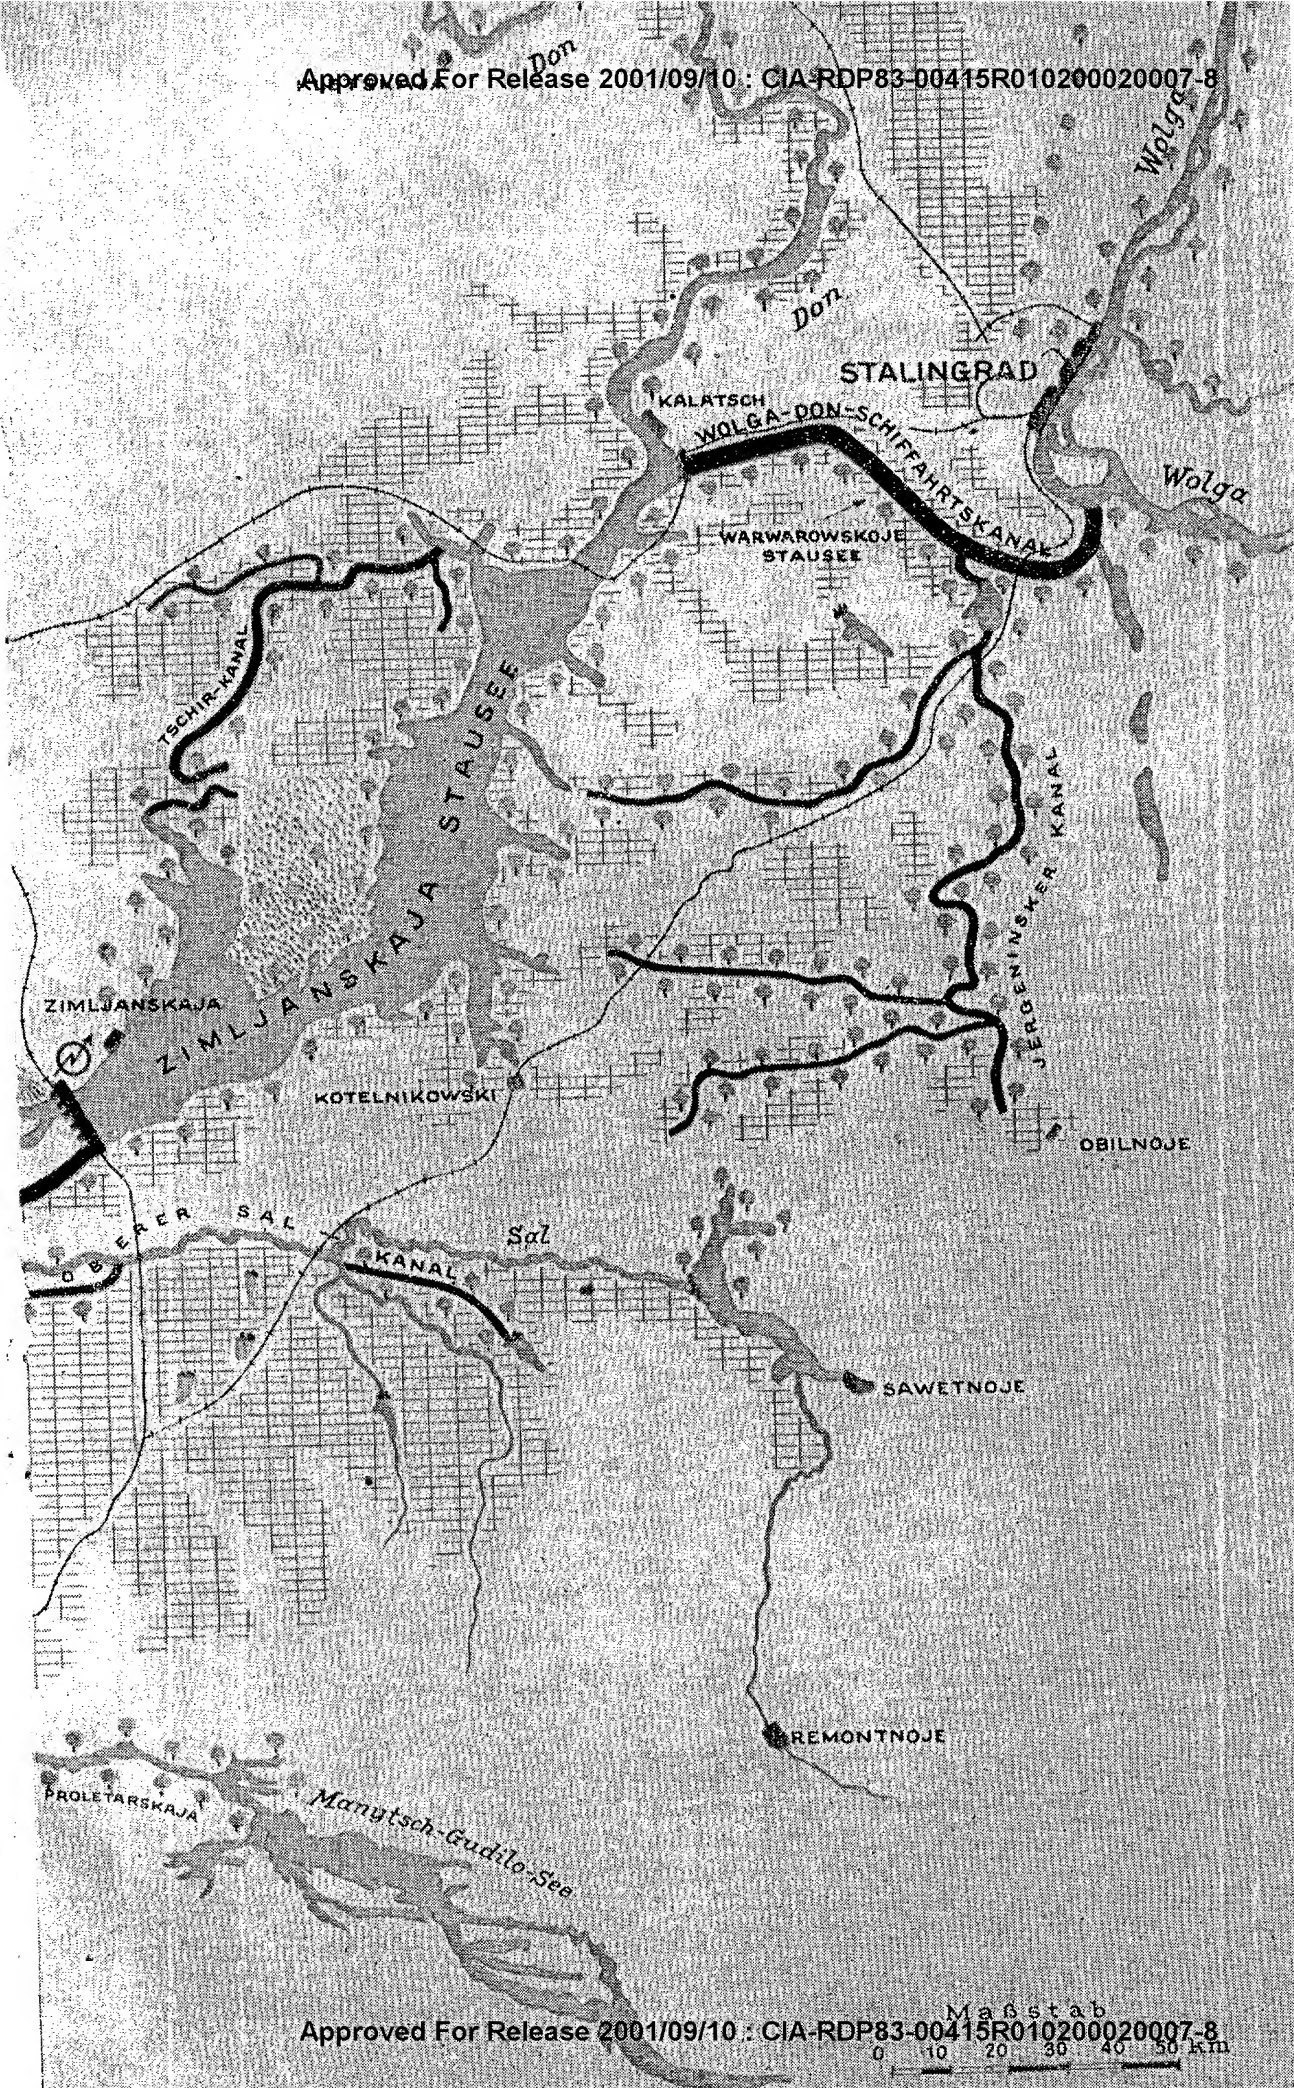 Don
Approved For Release 2001/09/10 : CIA-RDP83-00415R010200020007-8
Wolga
Don
STALINGRAD
KALATSCH
WOLGA-DON-SCHIFFAHRTSKANAL
Wolga
WARWAROWSKOJE
STAUSEE
TSCHIR-KANAL
ZIMLJANSKAJA STAUSEE
JERGENINSKER KANAL
ZIMLJANSKAJA
KOTELNIKOWSKI
OBILNOJE
OBERER SAL KANAL
Sal
SAWETNOJE
REMONTNOJE
PROLETARSKAJA
Manytsch-Gudilo-See
Maßstab
Approved For Release 2001/09/10 : CIA-RDP83-00415R010200020007-8
0 10 20 30 40 50 km